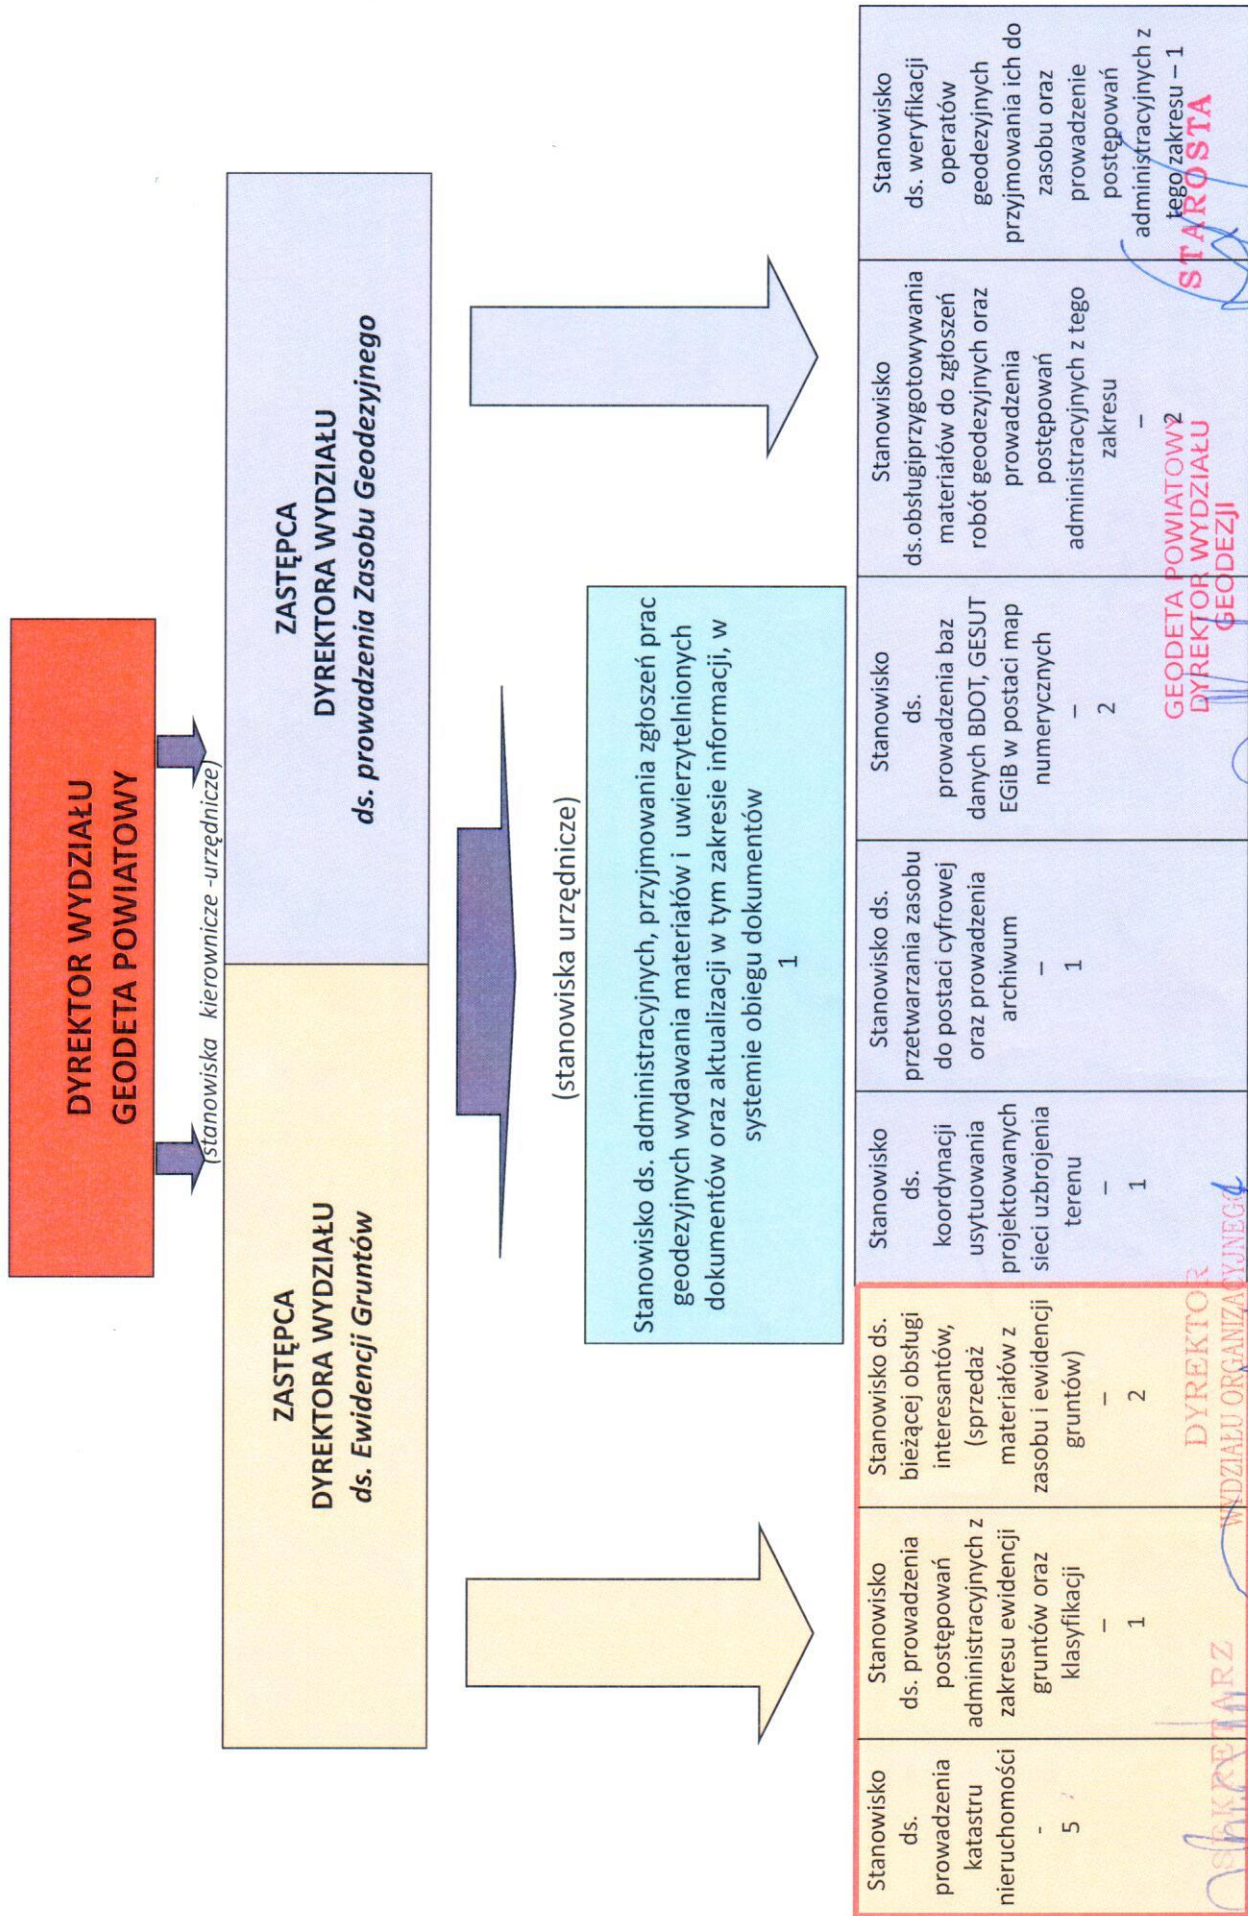 DYREKTOR WYDZIAŁU
GEODETA POWIATOWY
(stanowiska kierownicze -urzędnicze)
ZASTĘPCA
DYREKTORA WYDZIAŁU
ds. Ewidencji Gruntów
ZASTĘPCA
DYREKTORA WYDZIAŁU
ds. prowadzenia Zasobu Geodezyjnego
(stanowiska urzędnicze)
Stanowisko ds. administracyjnych, przyjmowania zgłoszeń prac
geodezyjnych wydawania materiałów i uwierzytelnionych
dokumentów oraz aktualizacji w tym zakresie informacji, w
systemie obiegu dokumentów
1
Stanowisko
ds.
prowadzenia
katastru
nieruchomości
-
5
Stanowisko
ds. prowadzenia
postępowań
administracyjnych z
zakresu ewidencji
gruntów oraz
klasyfikacji
–
1
Stanowisko ds.
bieżącej obsługi
interesantów,
(sprzedaż
materiałów z
zasobu i ewidencji
gruntów)
–
2
Stanowisko
ds.
koordynacji
usytuowania
projektowanych
sieci uzbrojenia
terenu
–
1
Stanowisko ds.
przetwarzania zasobu
do postaci cyfrowej
oraz prowadzenia
archiwum
–
1
Stanowisko
ds.
prowadzenia baz
danych BDOT, GESUT
EGiB w postaci map
numerycznych
–
2
Stanowisko
ds.obsługiprzygotowywania
materiałów do zgłoszeń
robót geodezyjnych oraz
prowadzenia
postępowań
administracyjnych z tego
zakresu
–
2
Stanowisko
ds. weryfikacji
operatów
geodezyjnych
przyjmowania ich do
zasobu oraz
prowadzenie
postępowań
administracyjnych z
tego zakresu – 1
SEKRETARZ
DYREKTOR
WYDZIAŁU ORGANIZACYJNEGO
GEODETA POWIATOWY
DYREKTOR WYDZIAŁU
GEODEZJI
STAROSTA